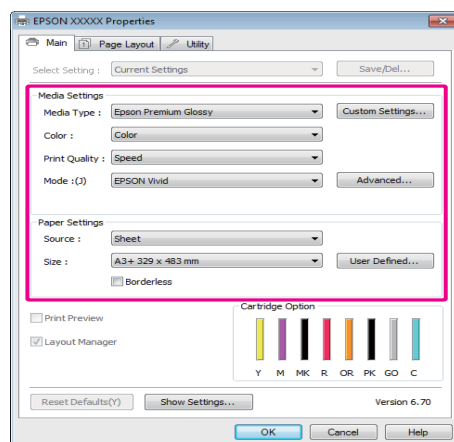 EPSON XXXXX Properties
Main Page Layout Utility
Select Setting : Current Settings Save/Del...
Media Settings
Media Type : Epson Premium Glossy Custom Settings...
Color : Color
Print Quality : Speed
Mode :(J) EPSON Vivid Advanced...
Paper Settings
Source : Sheet
Size : A3+ 329 x 483 mm User Defined...
Borderless
Print Preview
Layout Manager
Cartridge Option
Y M MK R OR PK GO C
Reset Defaults(Y) Show Settings... Version 6.70
OK Cancel Help